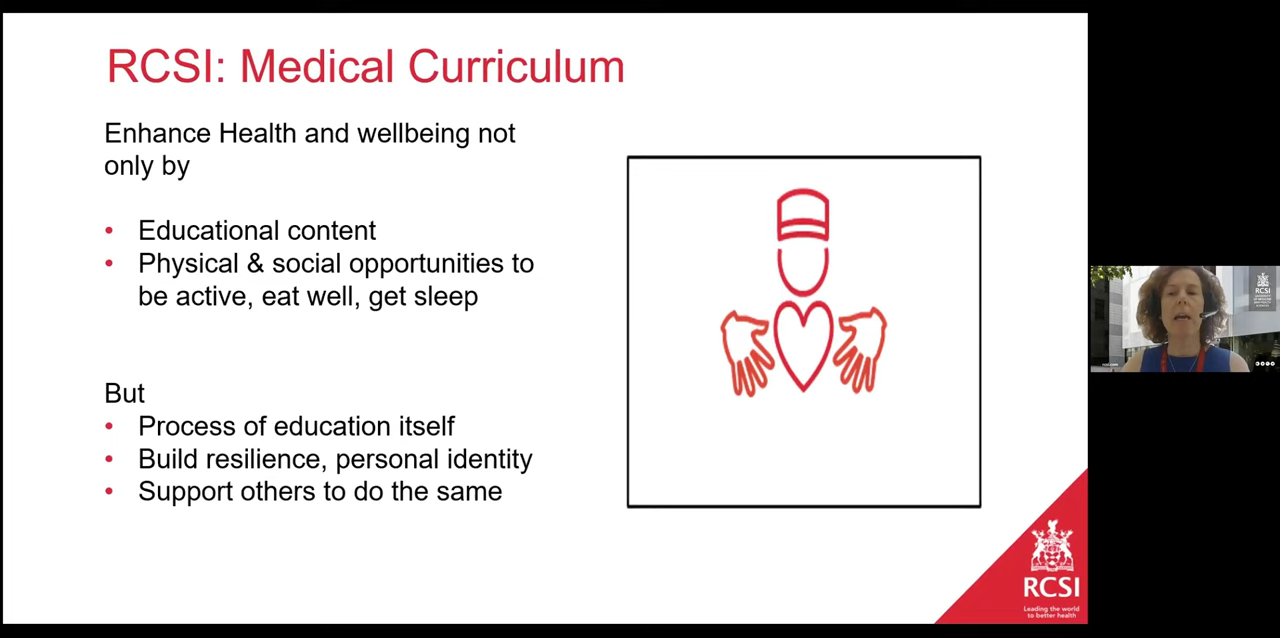 RCSI: Medical Curriculum
Enhance Health and wellbeing not
only by
• Educational content
• Physical & social opportunities to
be active, eat well, get sleep
But
• Process of education itself
• Build resilience, personal identity
• Support others to do the same
RCSI
Leading the world
to better health
RCSI